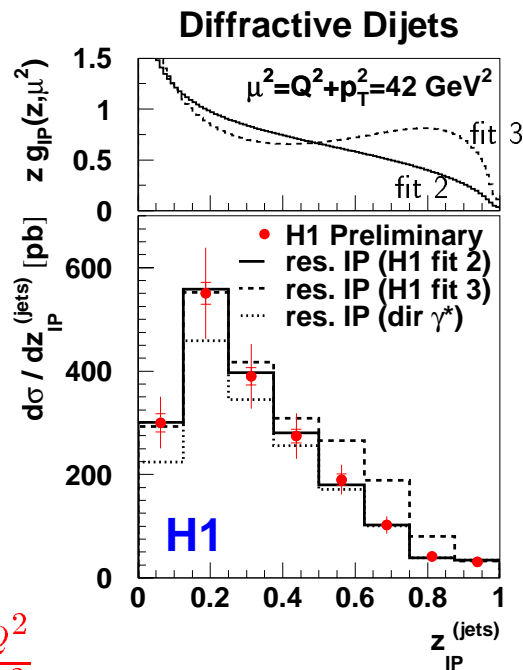 Diffractive Dijets
z g_IP(z,μ²)
1.5
1
0.5
0
μ²=Q²+p_T²=42 GeV²
fit 3
fit 2
dσ / dz_IP^(jets) [pb]
600
400
200
0
H1 Preliminary
res. IP (H1 fit 2)
res. IP (H1 fit 3)
res. IP (dir γ*)
H1
0 0.2 0.4 0.6 0.8 1
z_IP^(jets)